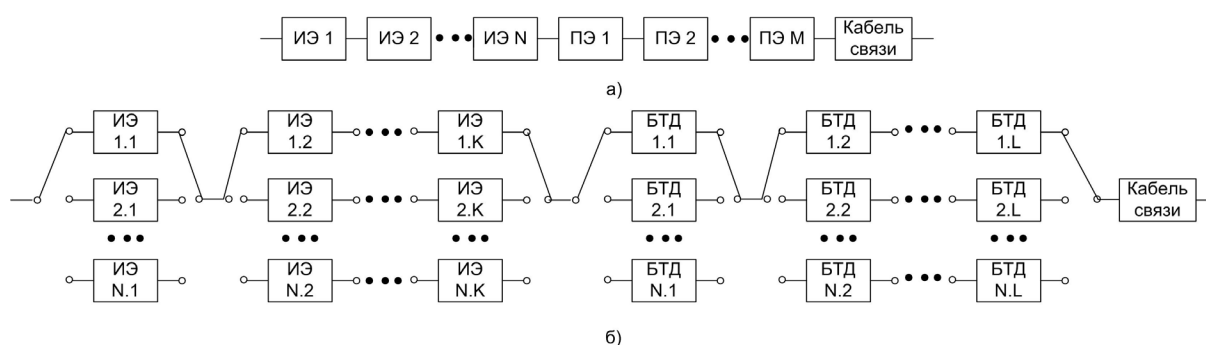 ИЭ 1 ИЭ 2 ИЭ N ПЭ 1 ПЭ 2 ПЭ M Кабель
связи
а)
ИЭ ИЭ ИЭ БТД БТД БТД
1.1 1.2 1.K 1.1 1.2 1.L
ИЭ ИЭ ИЭ БТД БТД БТД Кабель
2.1 2.2 2.K 2.1 2.2 2.L связи
ИЭ ИЭ ИЭ БТД БТД БТД
N.1 N.2 N.K N.1 N.2 N.L
б)